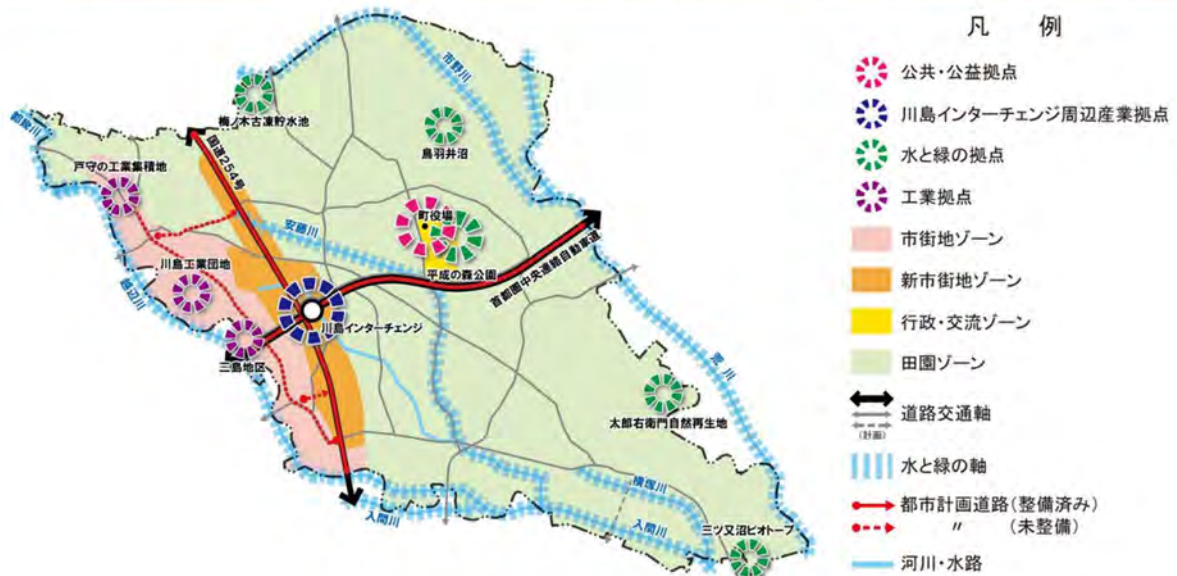 市野川
梅ノ木古凍貯水池
都幾川
国道254号
鳥羽井沼
戸守の工業集積地
町役場
安藤川
平成の森公園
首都圏中央連絡自動車道
川島工業団地
越辺川
川島インターチェンジ
三島地区
荒川
太郎右衛門自然再生地
横塚川
入間川
入間川
三ツ又沼ビオトープ
凡 例
公共・公益拠点
川島インターチェンジ周辺産業拠点
水と緑の拠点
工業拠点
市街地ゾーン
新市街地ゾーン
行政・交流ゾーン
田園ゾーン
道路交通軸
(計画)
水と緑の軸
都市計画道路(整備済み)
〃 (未整備)
河川・水路